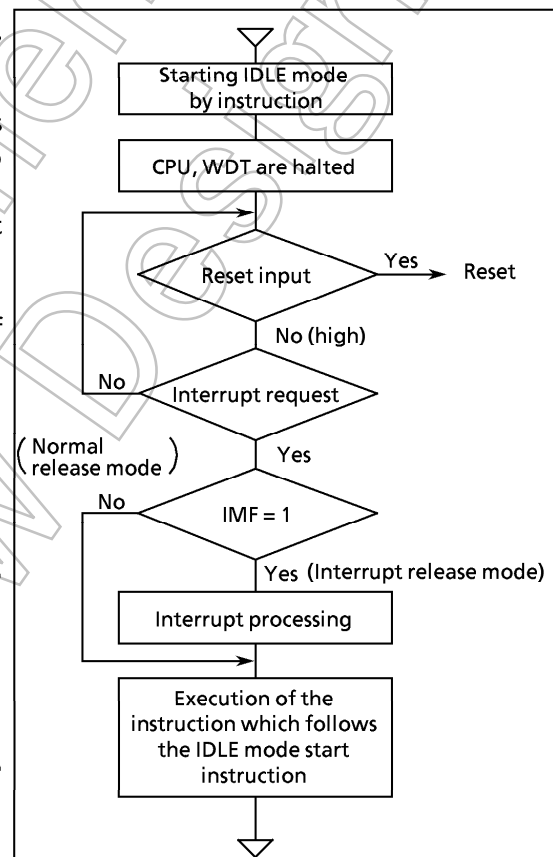 Starting IDLE mode
by instruction
CPU, WDT are halted
Reset input
Yes
Reset
No (high)
No
Interrupt request
(Normal
release mode)
Yes
No
IMF = 1
Yes (Interrupt release mode)
Interrupt processing
Execution of the
instruction which follows
the IDLE mode start
instruction